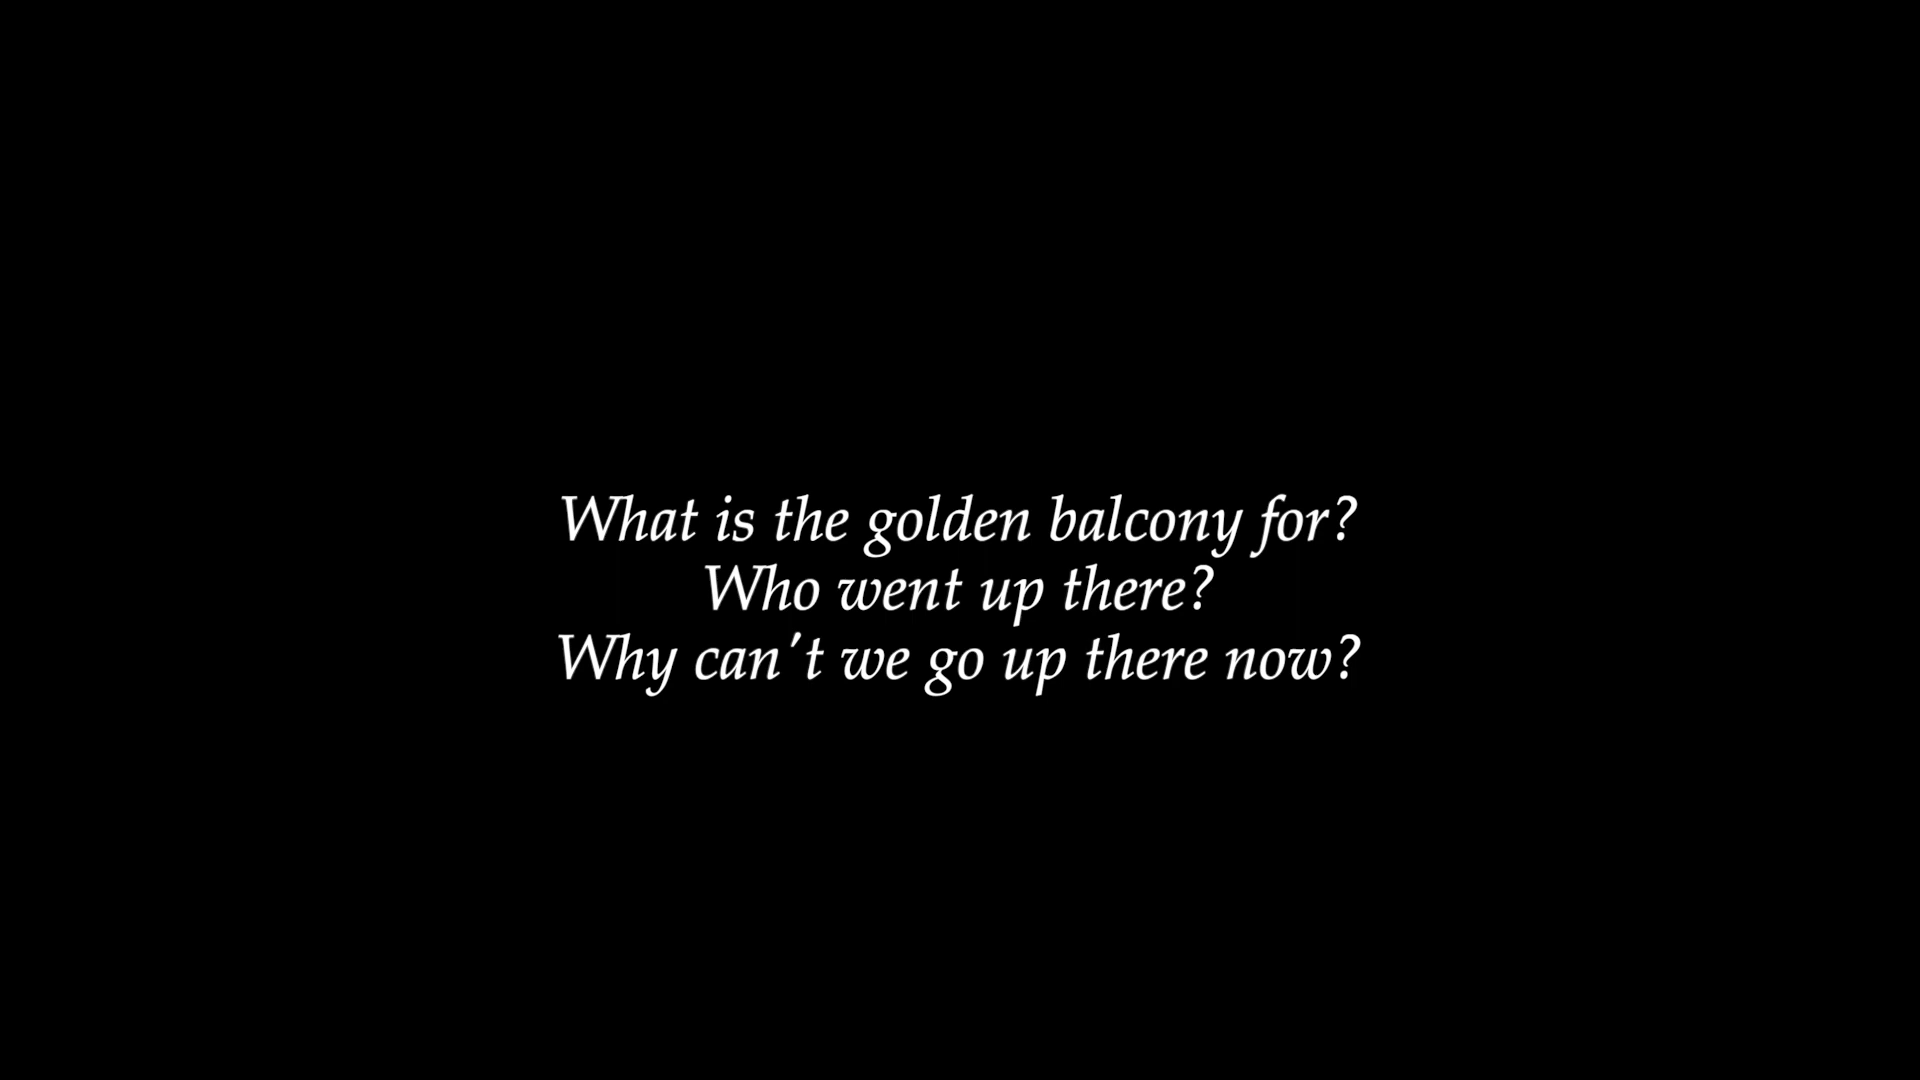 What is the golden balcony for?
Who went up there?
Why can't we go up there now?